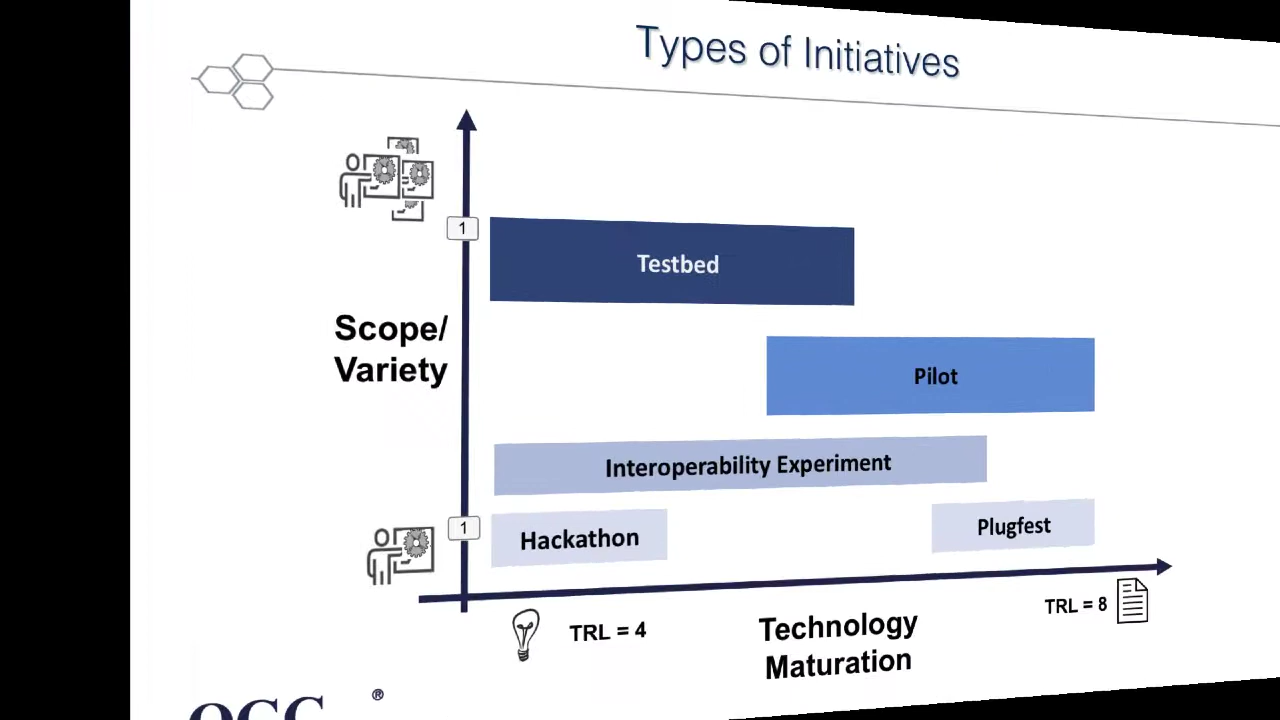 Types of Initiatives
1
Testbed
Scope/
Variety
Pilot
Interoperability Experiment
1
Hackathon
Plugfest
TRL = 4
Technology
Maturation
TRL = 8
OGC ®